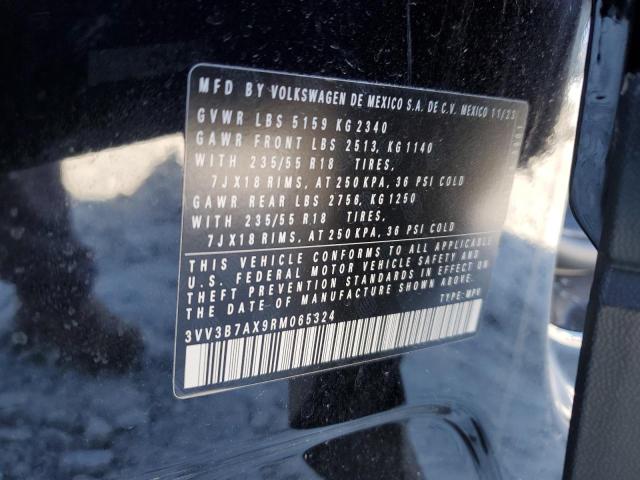 MFD BY VOLKSWAGEN DE MEXICO S.A. DE C.V. MEXICO 11/23
GVWR LBS 5159 KG 2340
GAWR FRONT LBS 2513, KG 1140
WITH 235/55 R18 TIRES,
7JX18 RIMS, AT 250 KPA, 36 PSI COLD
GAWR REAR LBS 2756, KG 1250
WITH 235/55 R18 TIRES,
7JX18 RIMS, AT 250 KPA, 36 PSI COLD
THIS VEHICLE CONFORMS TO ALL APPLICABLE
U.S. FEDERAL MOTOR VEHICLE SAFETY AND
THEFT PREVENTION STANDARDS IN EFFECT ON
THE DATE OF MANUFACTURE SHOWN ABOVE.
3VV3B7AX9RM065324 TYPE: MPV